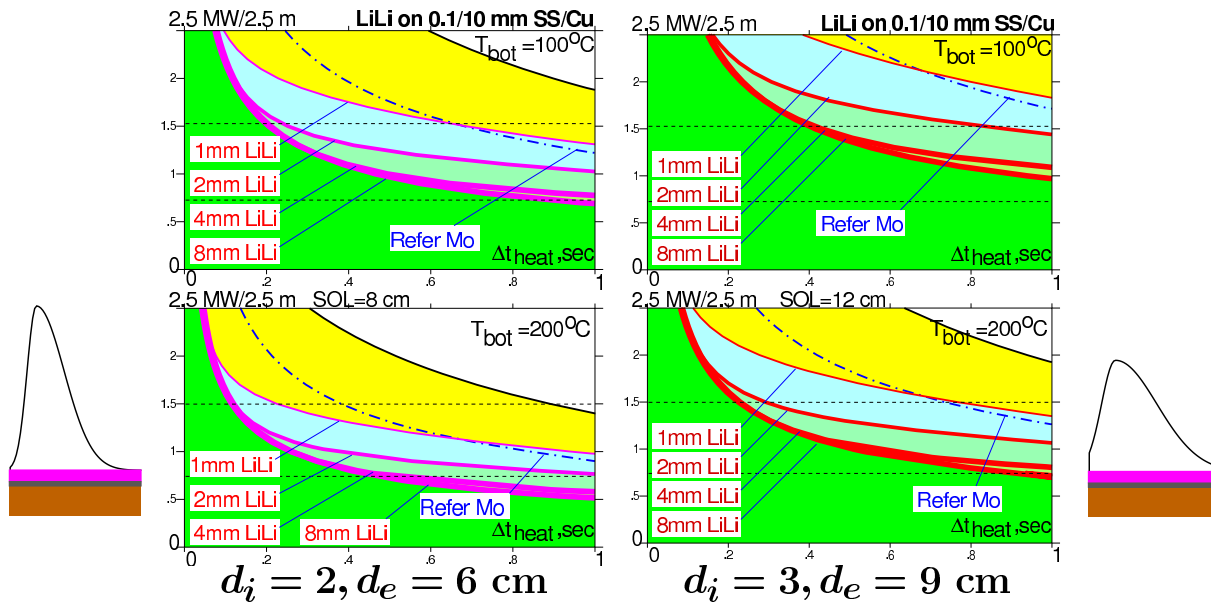 2.5 MW/2.5 m LiLi on 0.1/10 mm SS/Cu
T_bot =100°C
2
1.5
1
.5
0
1mm LiLi
2mm LiLi
4mm LiLi
8mm LiLi
Refer Mo
Δt_heat,sec
0 .2 .4 .6 .8 1
2.5 MW/2.5 m LiLi on 0.1/10 mm SS/Cu
T_bot =100°C
2
1.5
1
.5
0
1mm LiLi
2mm LiLi
4mm LiLi
8mm LiLi
Refer Mo
Δt_heat,sec
0 .2 .4 .6 .8 1
2.5 MW/2.5 m SOL=8 cm
T_bot =200°C
2
1.5
1
.5
0
1mm LiLi
2mm LiLi
4mm LiLi 8mm LiLi
Refer Mo
Δt_heat,sec
0 .2 .4 .6 .8 1
2.5 MW/2.5 m SOL=12 cm
T_bot =200°C
2
1.5
1
.5
0
1mm LiLi
2mm LiLi
4mm LiLi
8mm LiLi
Refer Mo
Δt_heat,sec
0 .2 .4 .6 .8 1
d_i = 2, d_e = 6 cm
d_i = 3, d_e = 9 cm